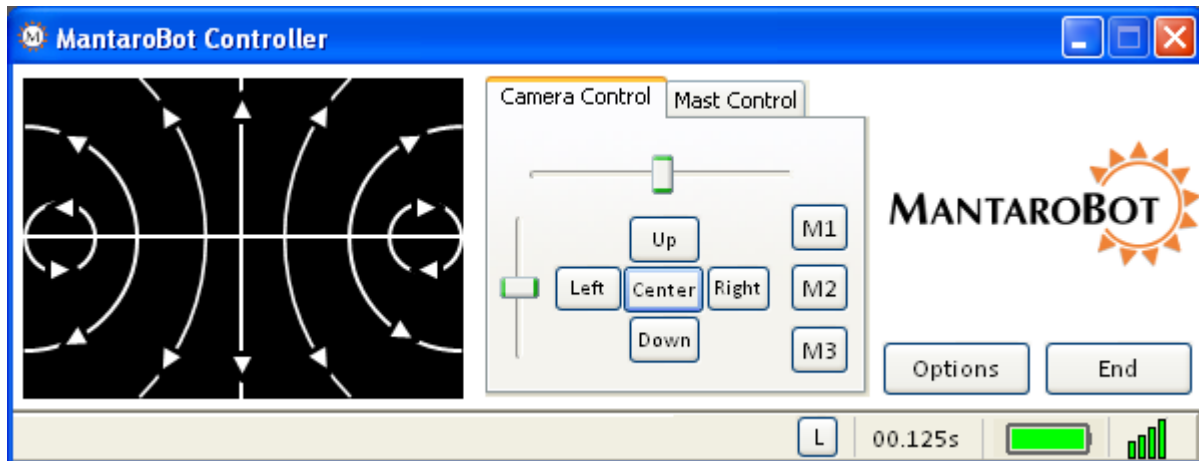 MantaroBot Controller
Camera Control Mast Control
Up
M1
Left Center Right
M2
Down
M3
MANTAROBOT
Options End
L 00.125s